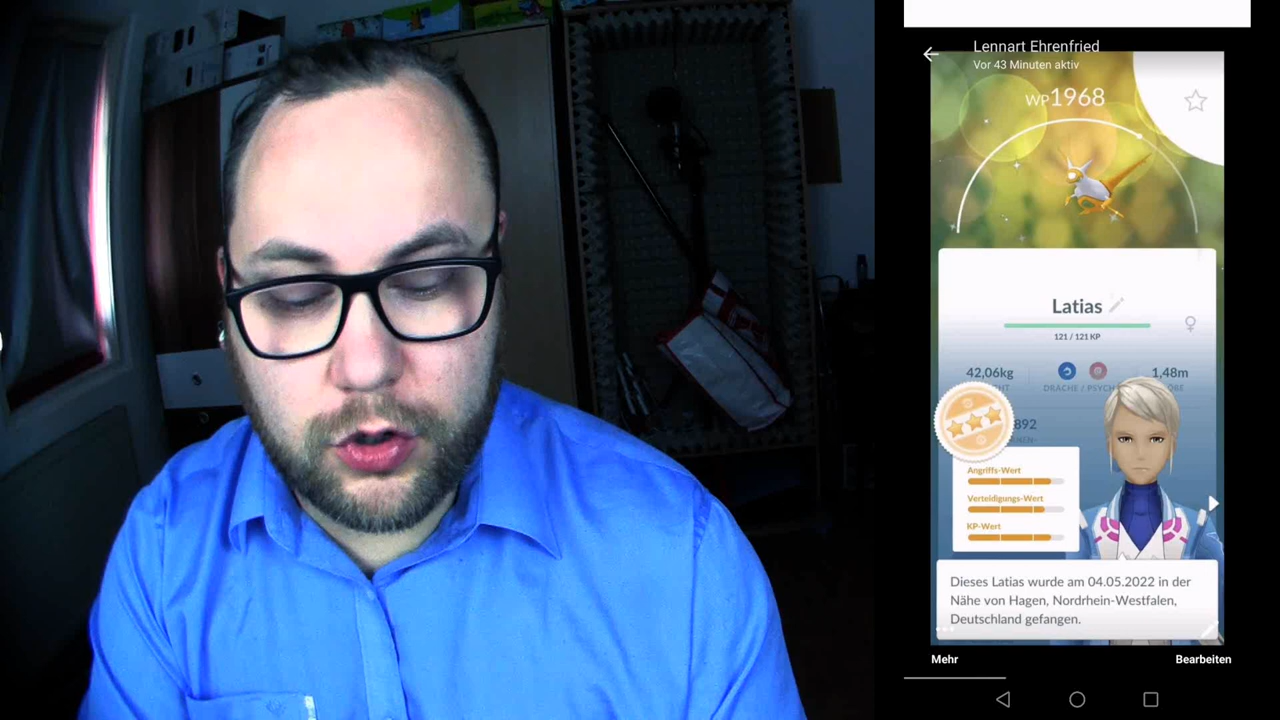 Lennart Ehrenfried
Vor 43 Minuten aktiv
WP1968
Latias
121 / 121 KP
42,06kg
1,48m
DRACHE / PSYCH
892
Angriffs-Wert
Verteidigungs-Wert
KP-Wert
Dieses Latias wurde am 04.05.2022 in der
Nähe von Hagen, Nordrhein-Westfalen,
Deutschland gefangen.
Mehr
Bearbeiten